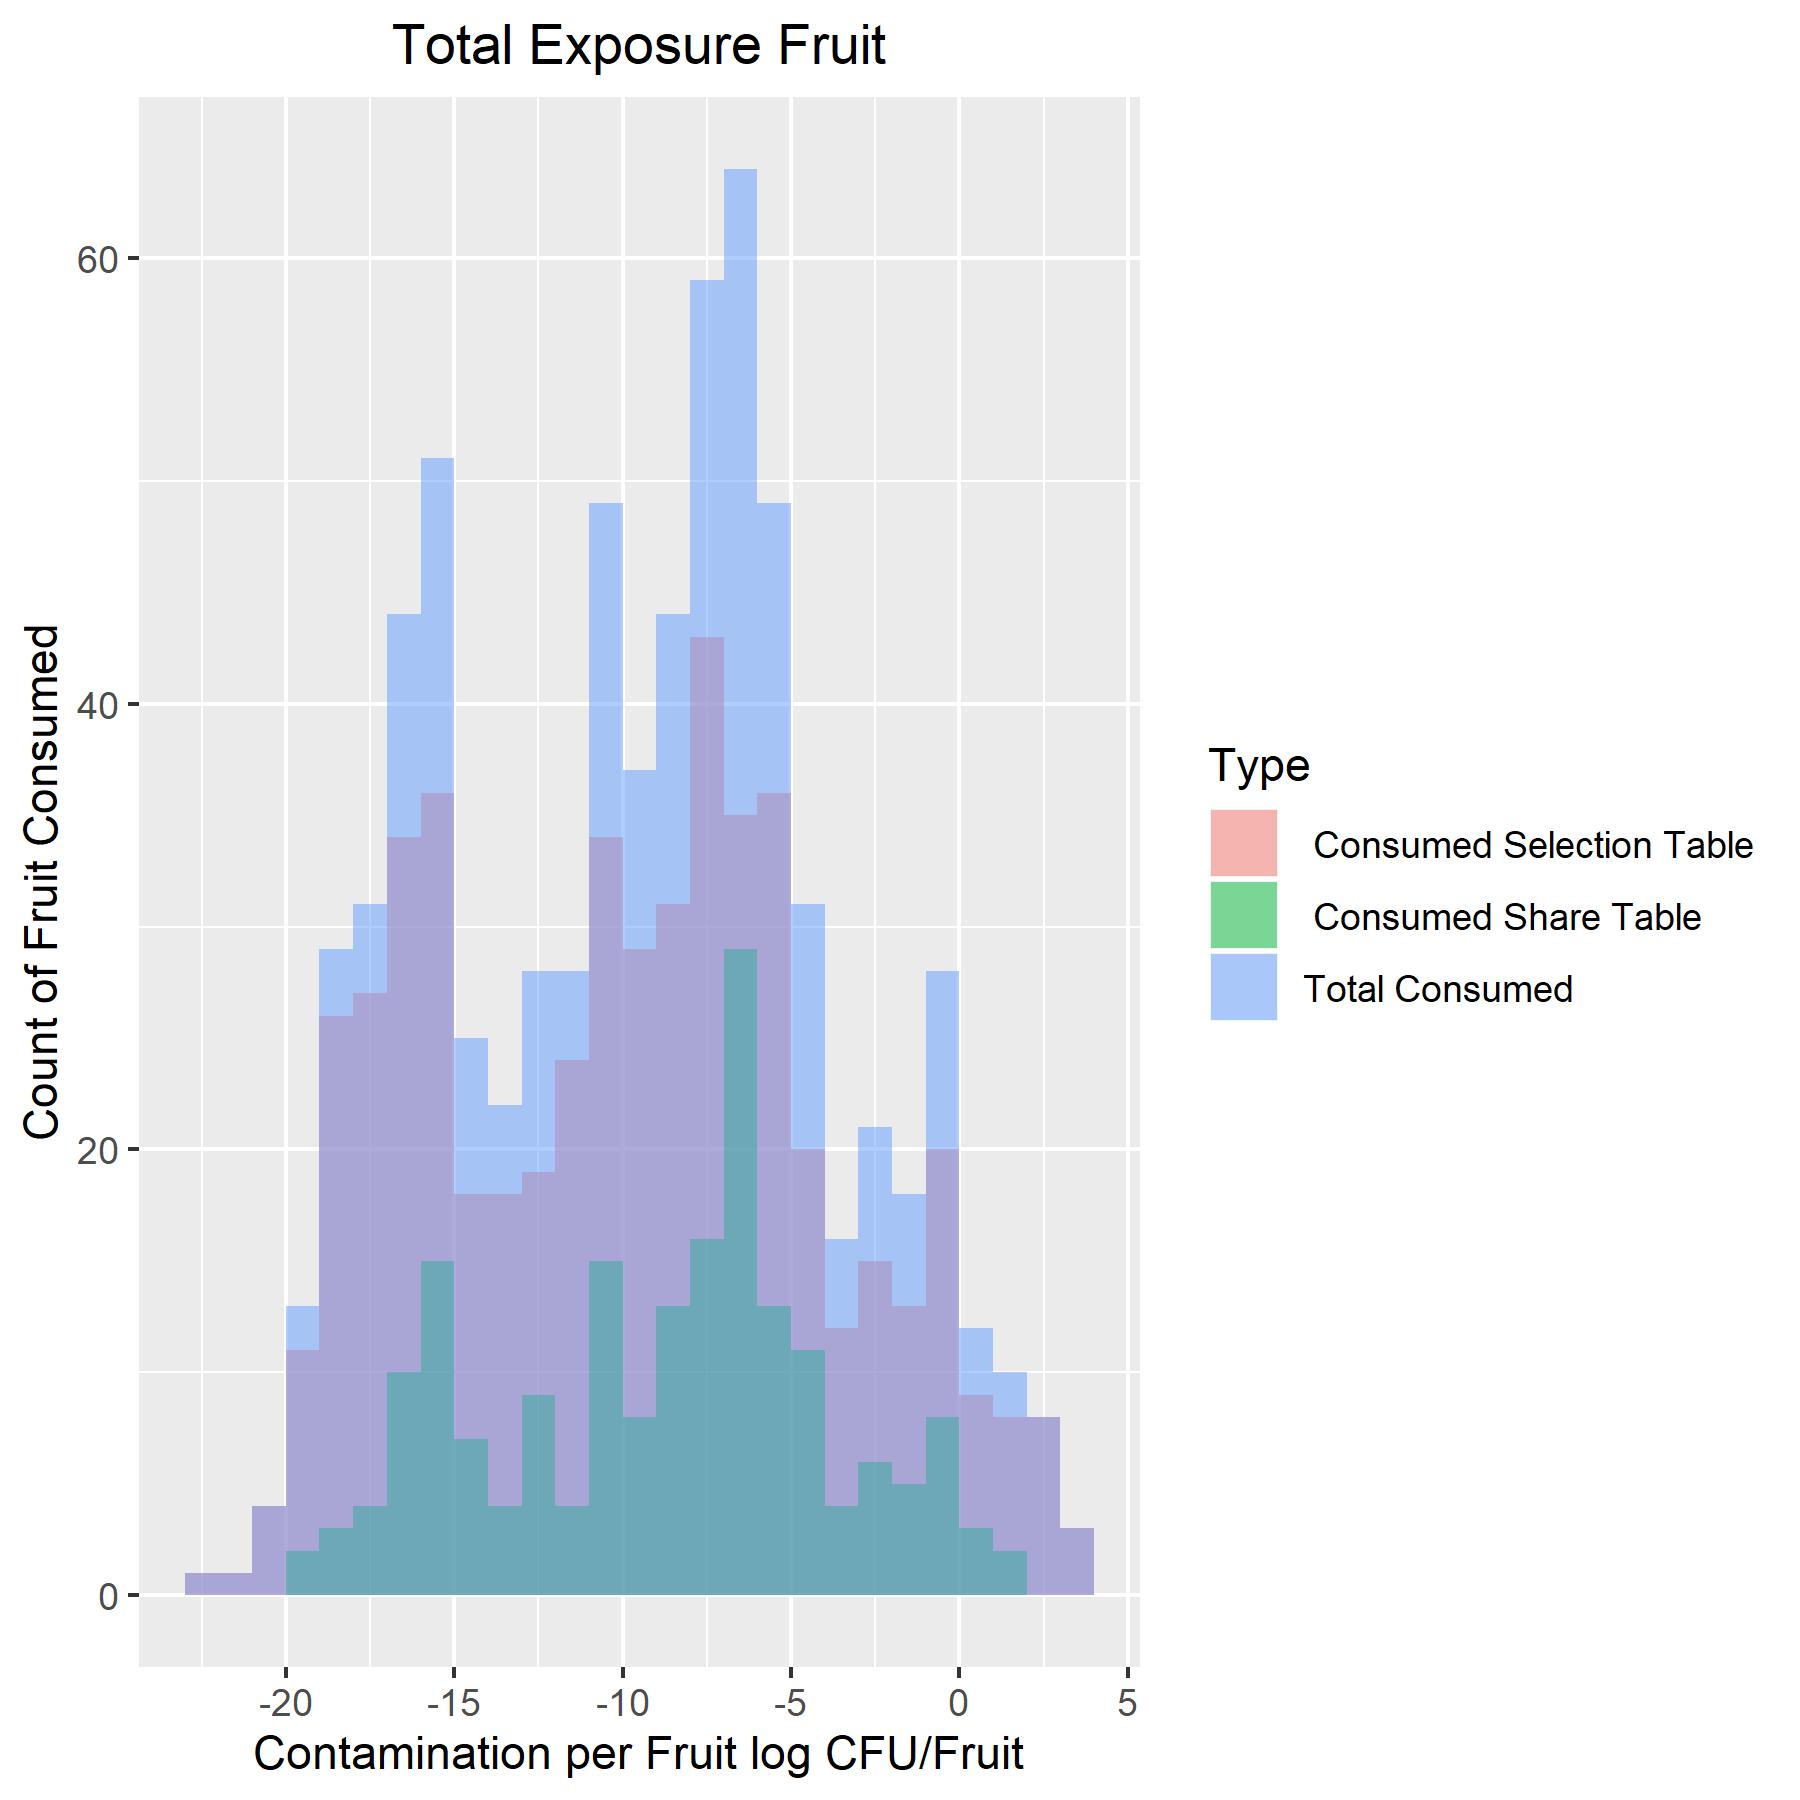 Total Exposure Fruit
Count of Fruit Consumed
60
40
20
0
-20 -15 -10 -5 0 5
Contamination per Fruit log CFU/Fruit
Type
Consumed Selection Table
Consumed Share Table
Total Consumed